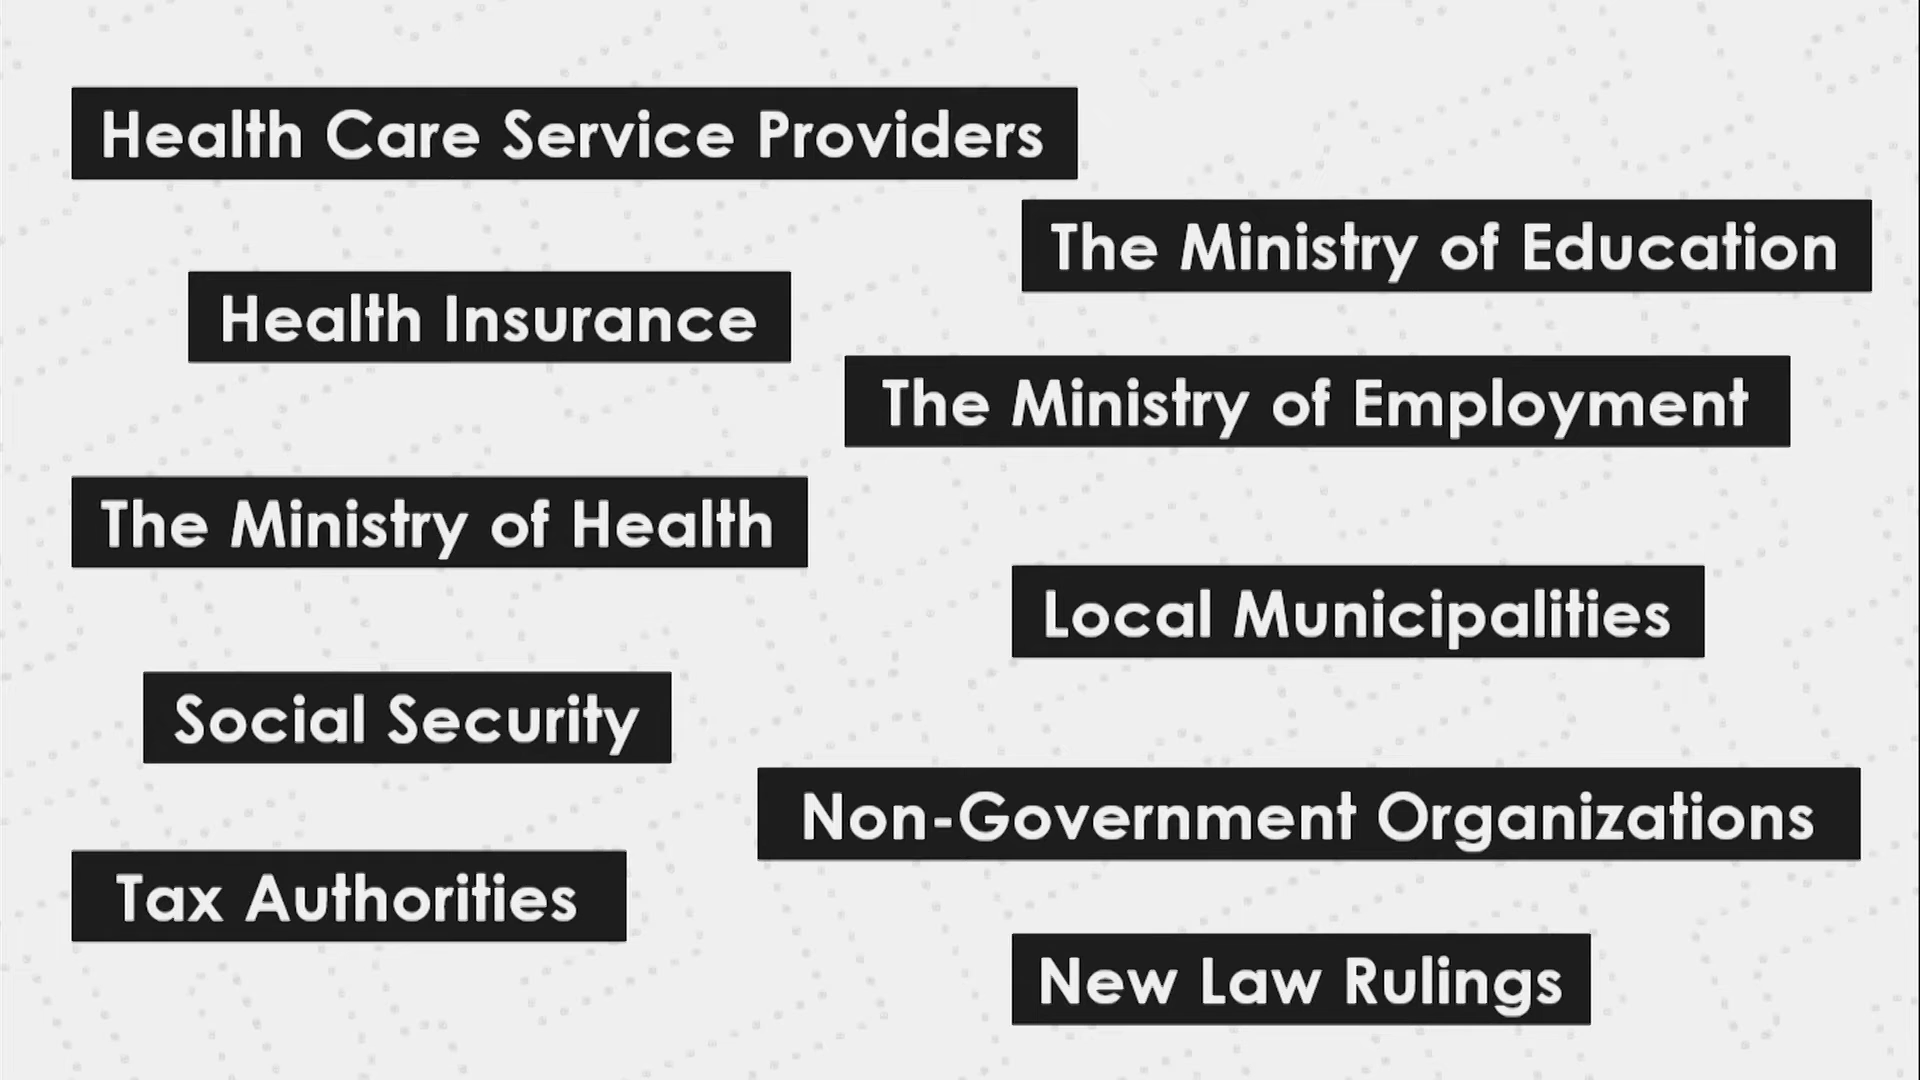 Health Care Service Providers
The Ministry of Education
Health Insurance
The Ministry of Employment
The Ministry of Health
Local Municipalities
Social Security
Non-Government Organizations
Tax Authorities
New Law Rulings